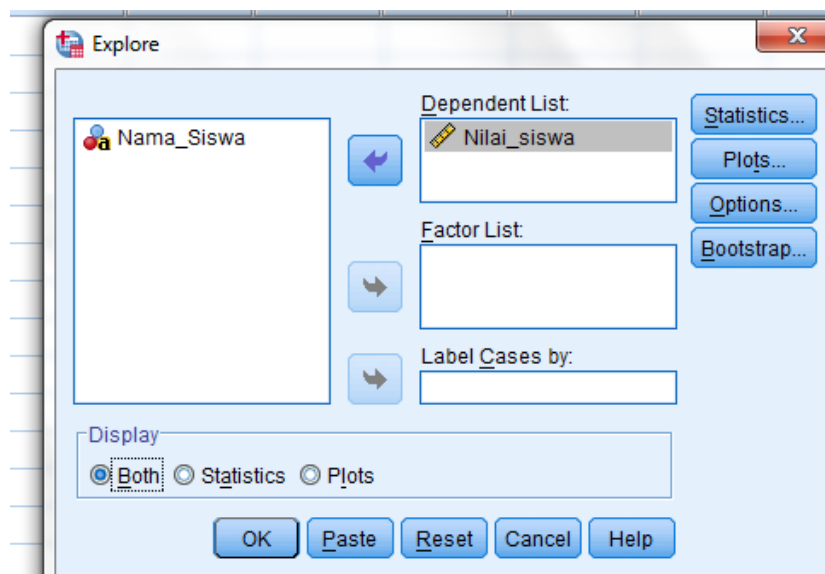 Explore
Nama_Siswa
Dependent List:
Nilai_siswa
Factor List:
Label Cases by:
Statistics...
Plots...
Options...
Bootstrap...
Display
Both Statistics Plots
OK Paste Reset Cancel Help